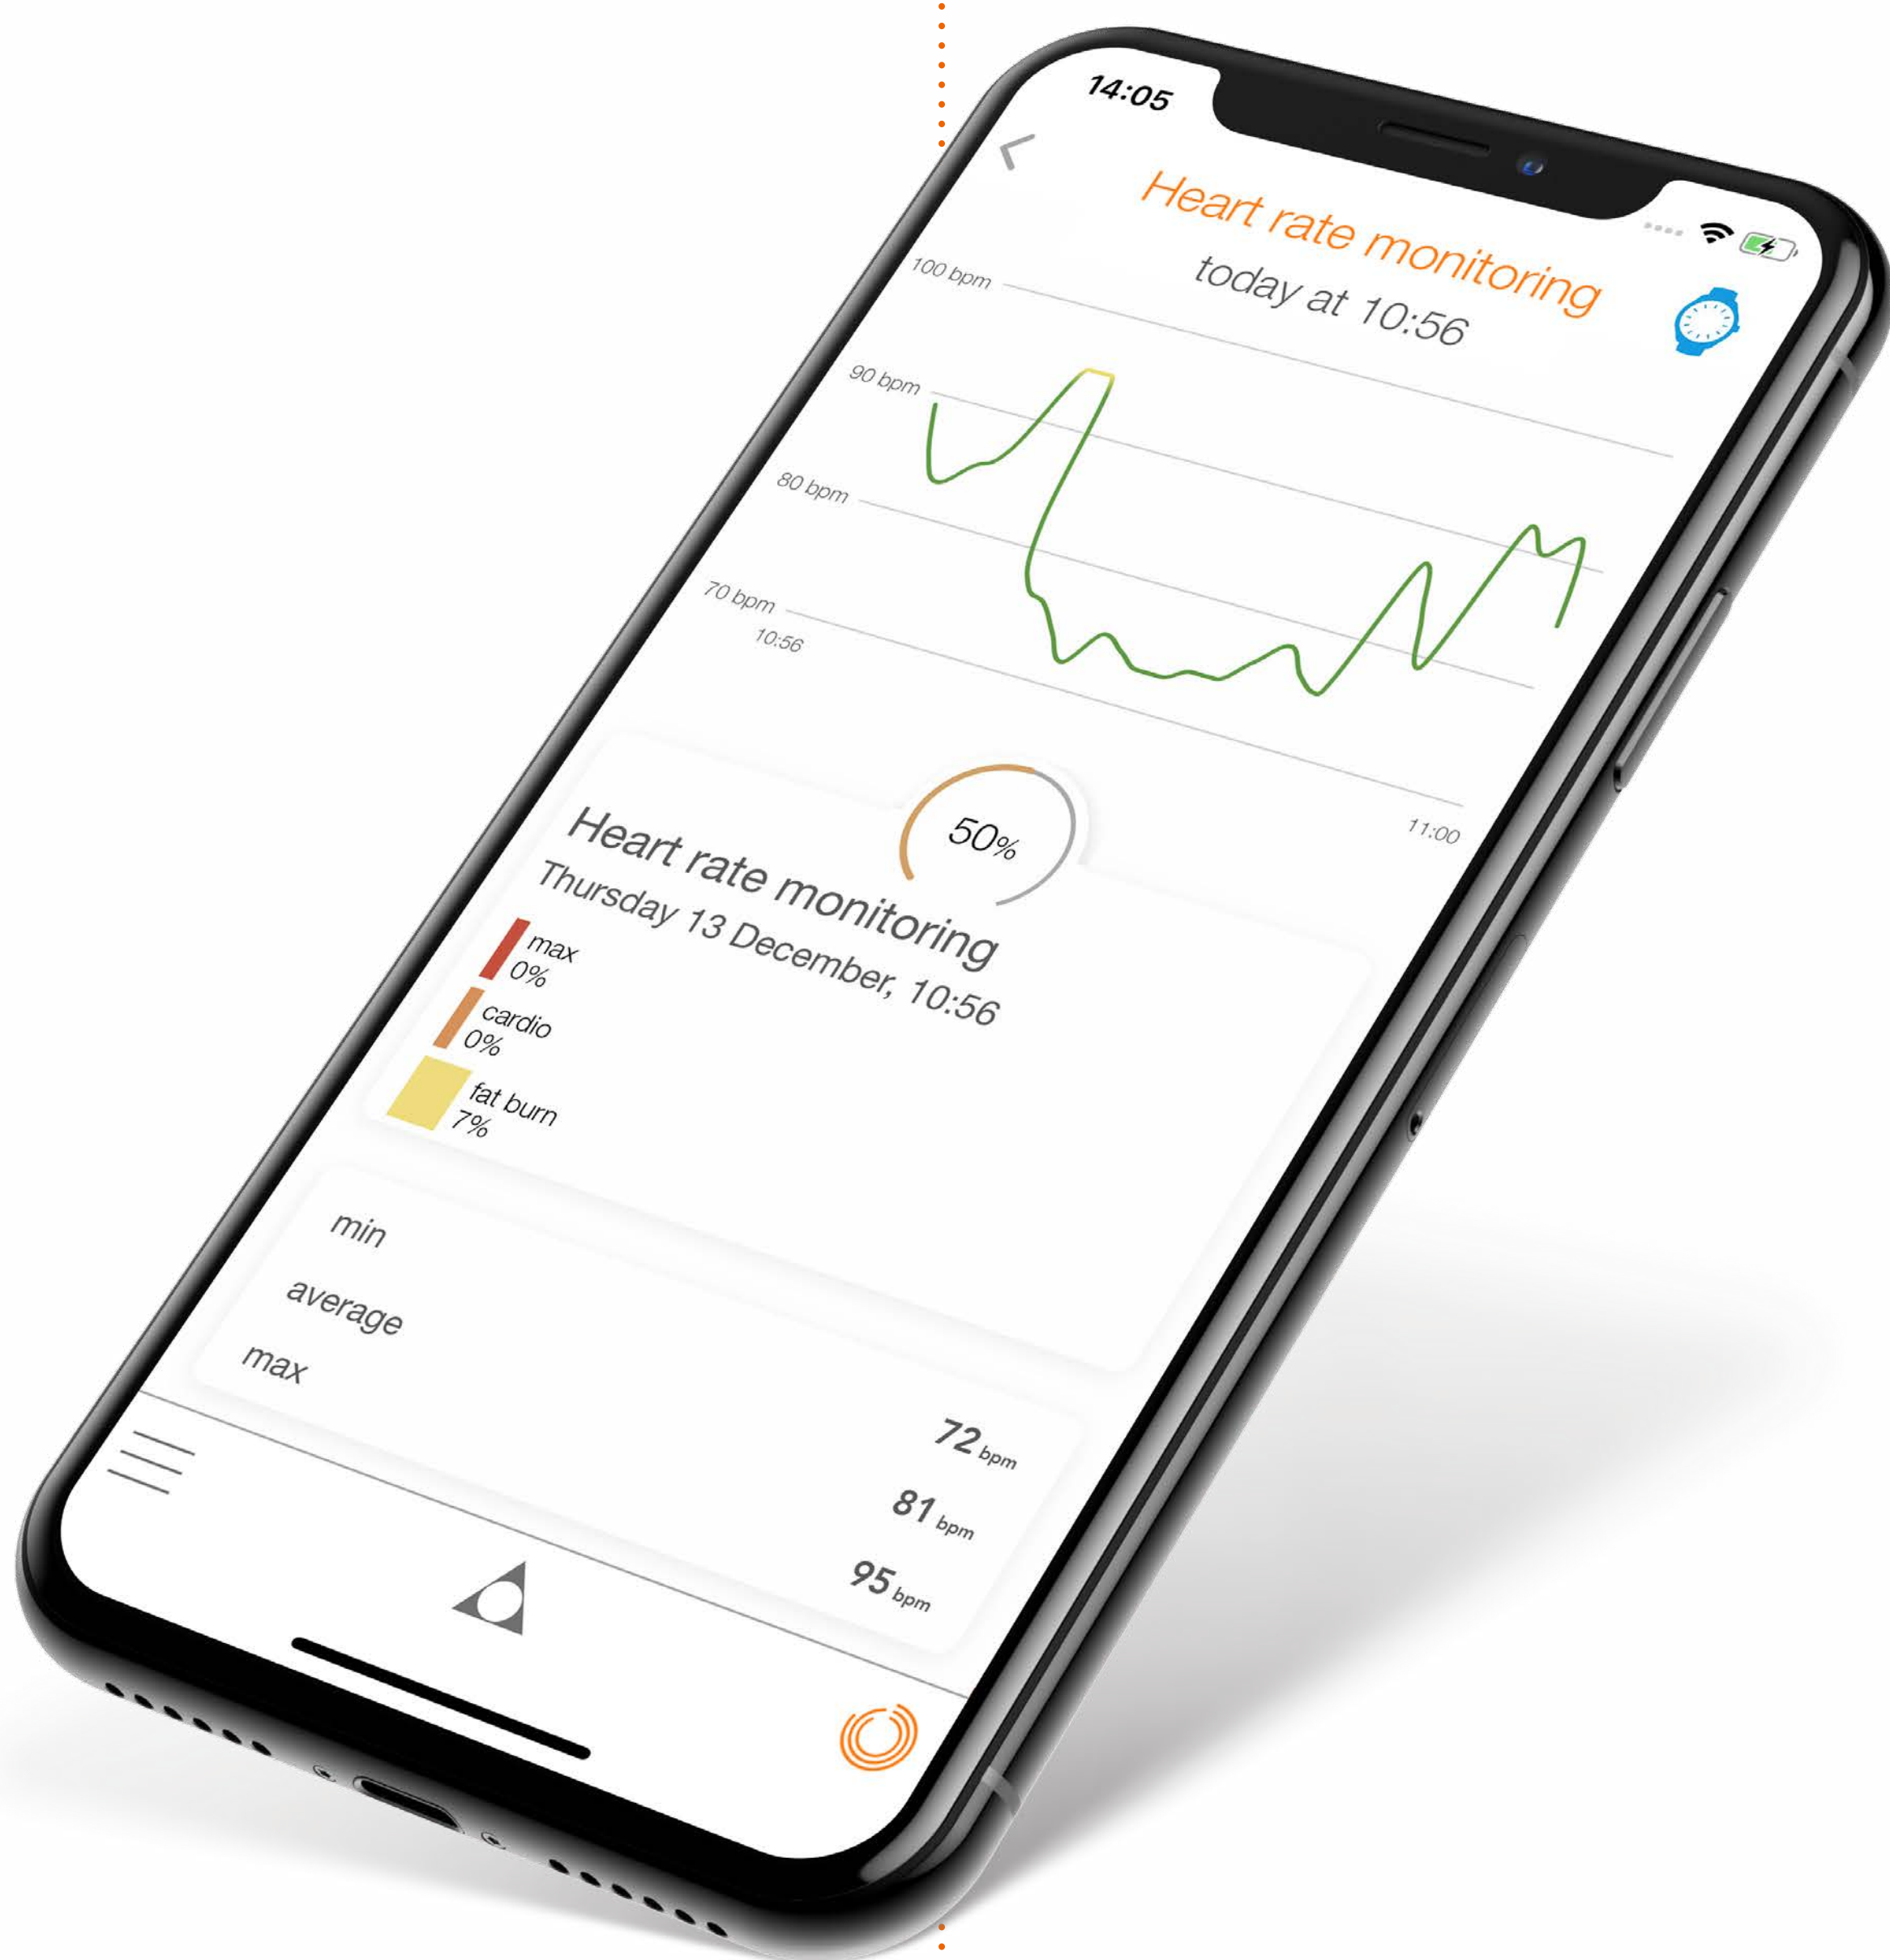 14:05
Heart rate monitoring
today at 10:56
100 bpm
90 bpm
80 bpm
70 bpm
10:56
11:00
50%
Heart rate monitoring
Thursday 13 December, 10:56
max
0%
cardio
0%
fat burn
7%
min
72 bpm
average
81 bpm
max
95 bpm